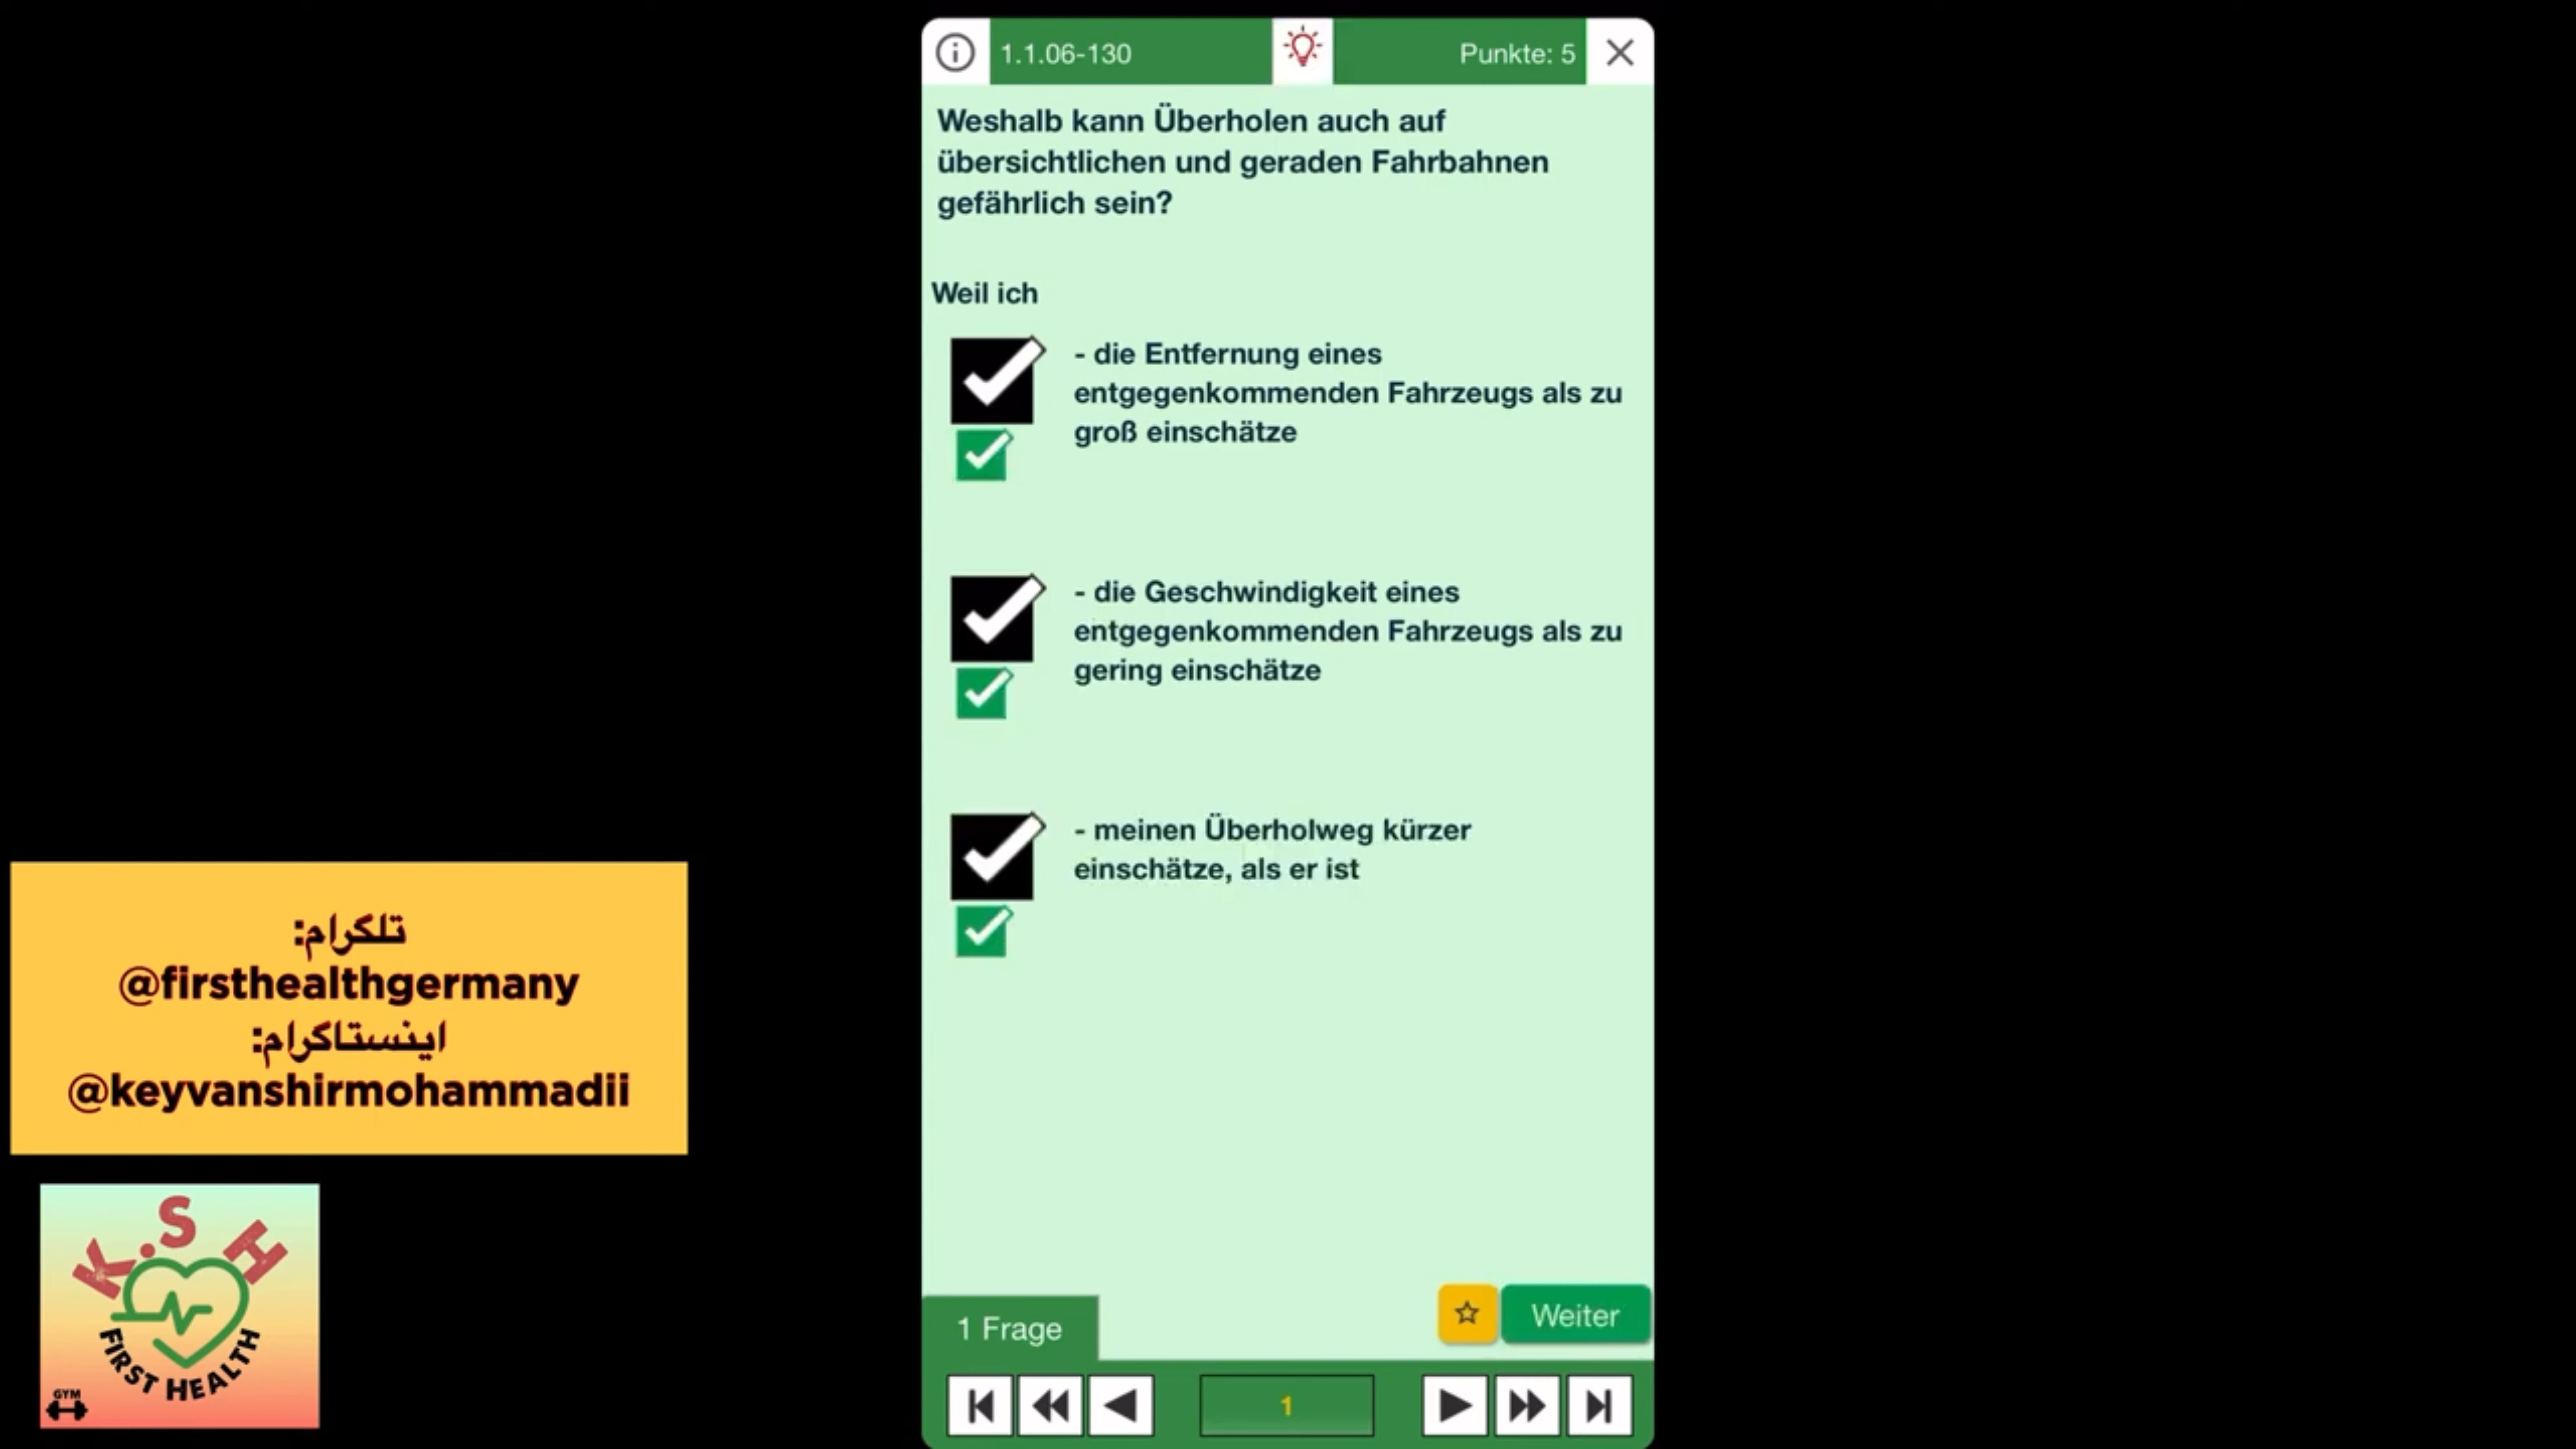 1.1.06-130
Punkte: 5
Weshalb kann Überholen auch auf
übersichtlichen und geraden Fahrbahnen
gefährlich sein?
Weil ich
- die Entfernung eines
entgegenkommenden Fahrzeugs als zu
groß einschätze
- die Geschwindigkeit eines
entgegenkommenden Fahrzeugs als zu
gering einschätze
- meinen Überholweg kürzer
einschätze, als er ist
1 Frage
Weiter
1
تلگرام:
@firsthealthgermany
اینستاگرام:
@keyvanshirmohammadii
K.SH
FIRST HEALTH
GYM